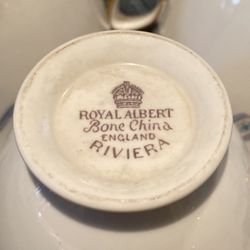 ROYAL ALBERT
Bone China
ENGLAND
RIVIERA